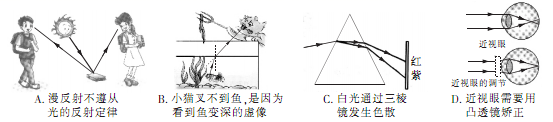 红
紫
近视眼
近视眼的调节
A. 漫反射不遵从
光的反射定律
B. 小猫叉不到鱼,是因为
看到鱼变深的虚像
C. 白光通过三棱
镜发生色散
D. 近视眼需要用
凸透镜矫正